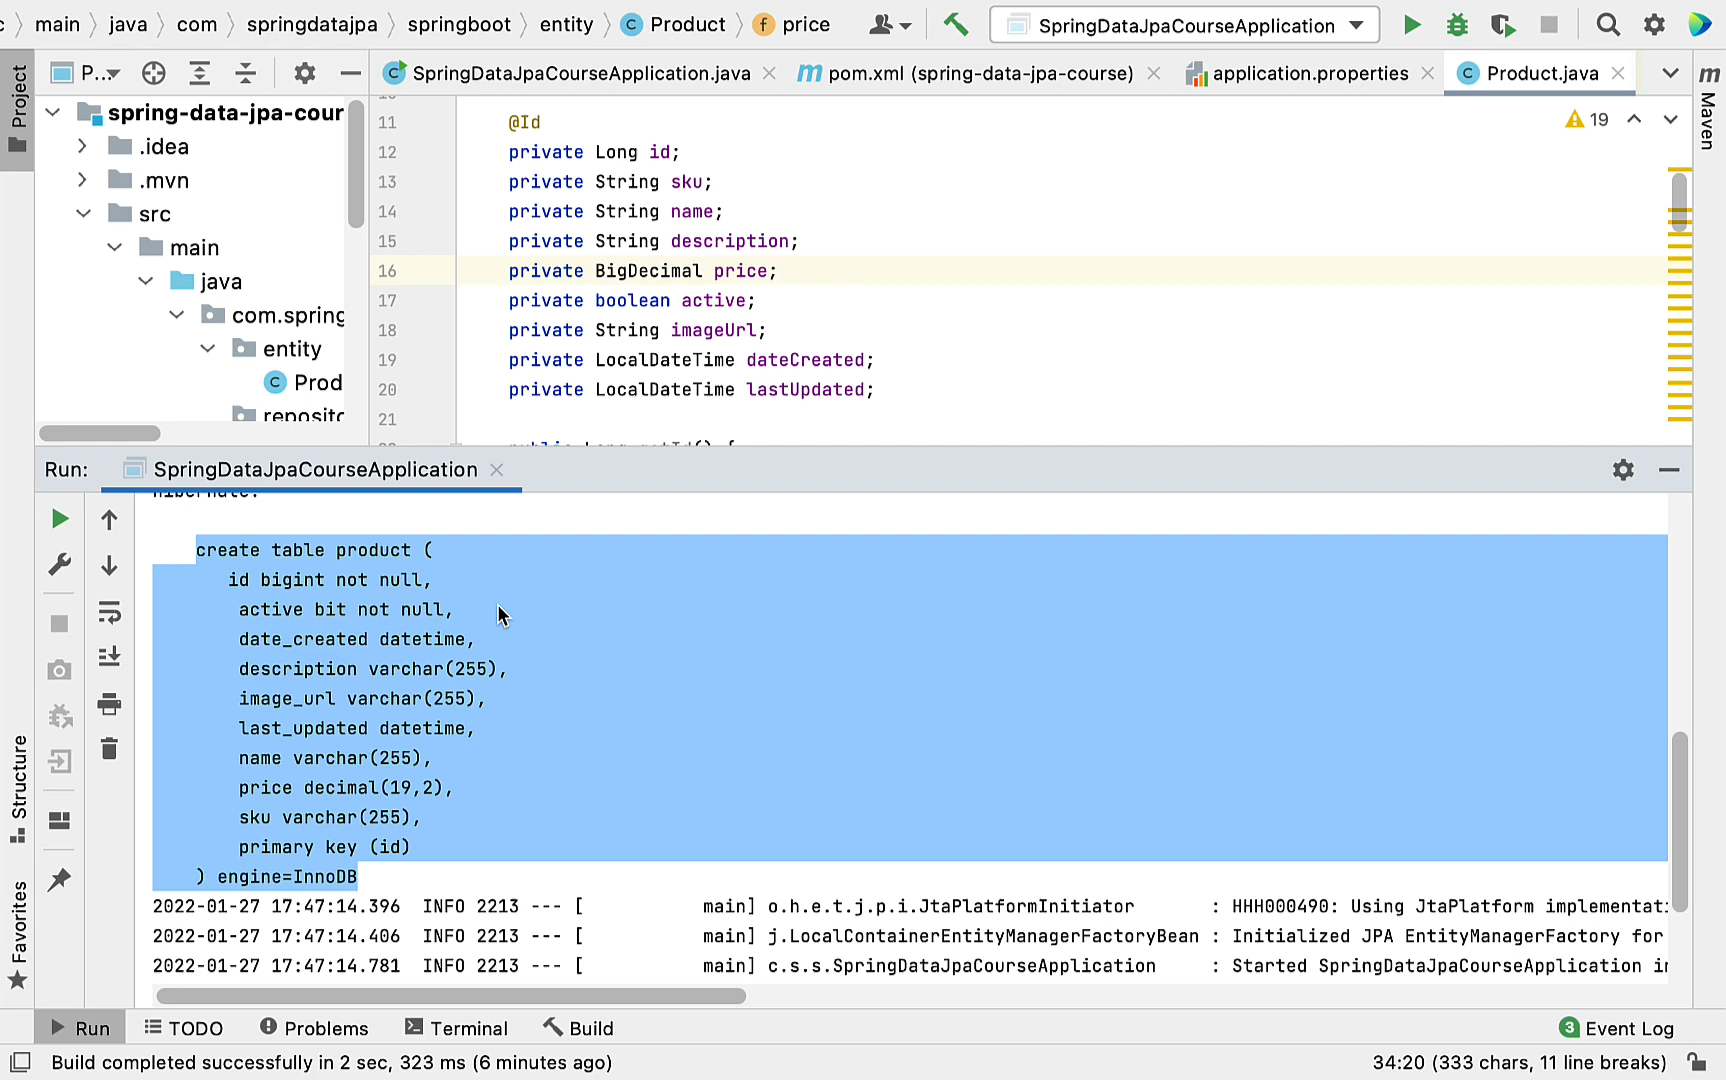 main java com springdatajpa springboot entity C Product f price SpringDataJpaCourseApplication
Project
P... SpringDataJpaCourseApplication.java pom.xml (spring-data-jpa-course) application.properties Product.java
Maven
spring-data-jpa-cour
.idea
.mvn
src
main
java
com.spring
entity
C Prod
reposito
19
11 @Id
12 private Long id;
13 private String sku;
14 private String name;
15 private String description;
16 private BigDecimal price;
17 private boolean active;
18 private String imageUrl;
19 private LocalDateTime dateCreated;
20 private LocalDateTime lastUpdated;
21
public Long getId() {
Run: SpringDataJpaCourseApplication
Hibernate:
create table product (
id bigint not null,
active bit not null,
date_created datetime,
description varchar(255),
image_url varchar(255),
last_updated datetime,
name varchar(255),
price decimal(19,2),
sku varchar(255),
primary key (id)
) engine=InnoDB
2022-01-27 17:47:14.396 INFO 2213 --- [ main] o.h.e.t.j.p.i.JtaPlatformInitiator : HHH000490: Using JtaPlatform implementati
2022-01-27 17:47:14.406 INFO 2213 --- [ main] j.LocalContainerEntityManagerFactoryBean : Initialized JPA EntityManagerFactory for
2022-01-27 17:47:14.781 INFO 2213 --- [ main] c.s.s.SpringDataJpaCourseApplication : Started SpringDataJpaCourseApplication in
Structure
Favorites
Run TODO Problems Terminal Build 3 Event Log
Build completed successfully in 2 sec, 323 ms (6 minutes ago) 34:20 (333 chars, 11 line breaks)